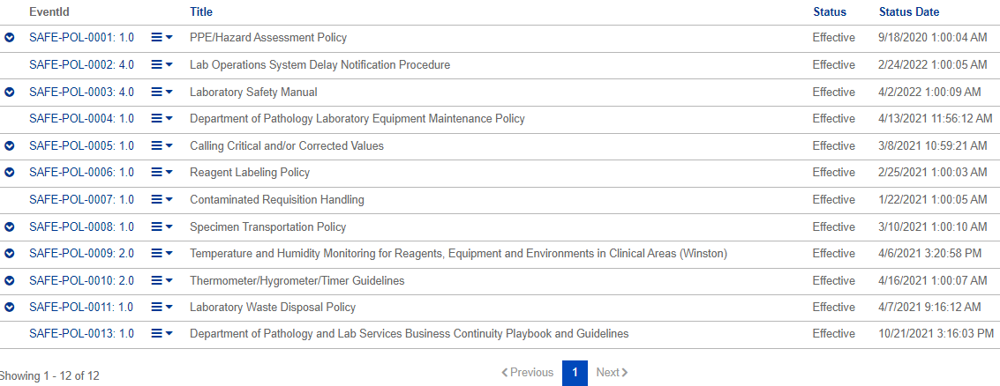 EventId Title Status Status Date
SAFE-POL-0001: 1.0 PPE/Hazard Assessment Policy Effective 9/18/2020 1:00:04 AM
SAFE-POL-0002: 4.0 Lab Operations System Delay Notification Procedure Effective 2/24/2022 1:00:05 AM
SAFE-POL-0003: 4.0 Laboratory Safety Manual Effective 4/2/2022 1:00:09 AM
SAFE-POL-0004: 1.0 Department of Pathology Laboratory Equipment Maintenance Policy Effective 4/13/2021 11:56:12 AM
SAFE-POL-0005: 1.0 Calling Critical and/or Corrected Values Effective 3/8/2021 10:59:21 AM
SAFE-POL-0006: 1.0 Reagent Labeling Policy Effective 2/25/2021 1:00:03 AM
SAFE-POL-0007: 1.0 Contaminated Requisition Handling Effective 1/22/2021 1:00:05 AM
SAFE-POL-0008: 1.0 Specimen Transportation Policy Effective 3/10/2021 1:00:10 AM
SAFE-POL-0009: 2.0 Temperature and Humidity Monitoring for Reagents, Equipment and Environments in Clinical Areas (Winston) Effective 4/6/2021 3:20:58 PM
SAFE-POL-0010: 2.0 Thermometer/Hygrometer/Timer Guidelines Effective 4/16/2021 1:00:07 AM
SAFE-POL-0011: 1.0 Laboratory Waste Disposal Policy Effective 4/7/2021 9:16:12 AM
SAFE-POL-0013: 1.0 Department of Pathology and Lab Services Business Continuity Playbook and Guidelines Effective 10/21/2021 3:16:03 PM
Showing 1 - 12 of 12 Previous 1 Next